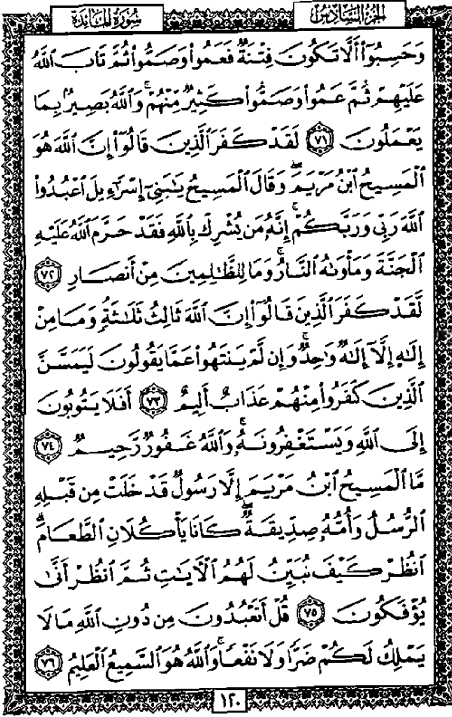 الجزء السادس
سورة المائدة
وَحَسِبُوٓا۟ أَلَّا تَكُونَ فِتْنَةٌ فَعَمُوا۟ وَصَمُّوا۟ ثُمَّ تَابَ ٱللَّهُ
عَلَيْهِمْ ثُمَّ عَمُوا۟ وَصَمُّوا۟ كَثِيرٌ مِّنْهُمْ ۚ وَٱللَّهُ بَصِيرٌۢ بِمَا
يَعْمَلُونَ ٧١ لَقَدْ كَفَرَ ٱلَّذِينَ قَالُوٓا۟ إِنَّ ٱللَّهَ هُوَ
ٱلْمَسِيحُ ٱبْنُ مَرْيَمَ ۖ وَقَالَ ٱلْمَسِيحُ يَـٰبَنِىٓ إِسْرَٰٓءِيلَ ٱعْبُدُوا۟
ٱللَّهَ رَبِّى وَرَبَّكُمْ ۖ إِنَّهُۥ مَن يُشْرِكْ بِٱللَّهِ فَقَدْ حَرَّمَ ٱللَّهُ عَلَيْهِ
ٱلْجَنَّةَ وَمَأْوَىٰهُ ٱلنَّارُ ۖ وَمَا لِلظَّـٰلِمِينَ مِنْ أَنصَارٍ ٧٢
لَّقَدْ كَفَرَ ٱلَّذِينَ قَالُوٓا۟ إِنَّ ٱللَّهَ ثَالِثُ ثَلَـٰثَةٍ ۘ وَمَا مِنْ
إِلَـٰهٍ إِلَّآ إِلَـٰهٌ وَٰحِدٌ ۚ وَإِن لَّمْ يَنتَهُوا۟ عَمَّا يَقُولُونَ لَيَمَسَّنَّ
ٱلَّذِينَ كَفَرُوا۟ مِنْهُمْ عَذَابٌ أَلِيمٌ ٧٣ أَفَلَا يَتُوبُونَ
إِلَى ٱللَّهِ وَيَسْتَغْفِرُونَهُۥ ۚ وَٱللَّهُ غَفُورٌ رَّحِيمٌ ٧٤
مَّا ٱلْمَسِيحُ ٱبْنُ مَرْيَمَ إِلَّا رَسُولٌ قَدْ خَلَتْ مِن قَبْلِهِ
ٱلرُّسُلُ وَأُمُّهُۥ صِدِّيقَةٌ ۖ كَانَا يَأْكُلَانِ ٱلطَّعَامَ ۗ
ٱنظُرْ كَيْفَ نُبَيِّنُ لَهُمُ ٱلْـَٔايَـٰتِ ثُمَّ ٱنظُرْ أَنَّىٰ
يُؤْفَكُونَ ٧٥ قُلْ أَتَعْبُدُونَ مِن دُونِ ٱللَّهِ مَا لَا
يَمْلِكُ لَكُمْ ضَرًّا وَلَا نَفْعًا ۚ وَٱللَّهُ هُوَ ٱلسَّمِيعُ ٱلْعَلِيمُ ٧٦
١٢٠